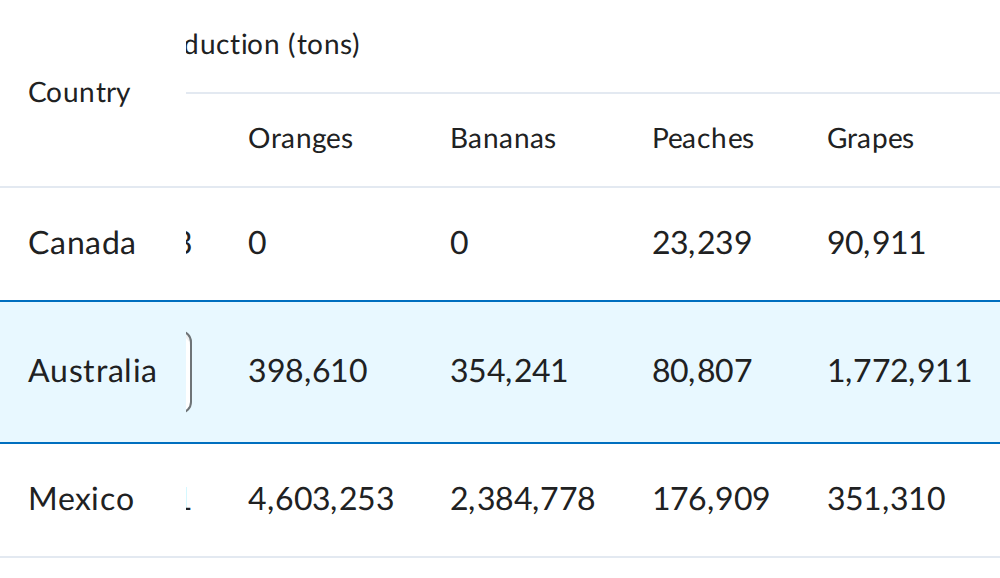 duction (tons)
Country
Oranges Bananas Peaches Grapes
Canada 0 0 23,239 90,911
Australia 398,610 354,241 80,807 1,772,911
Mexico 4,603,253 2,384,778 176,909 351,310